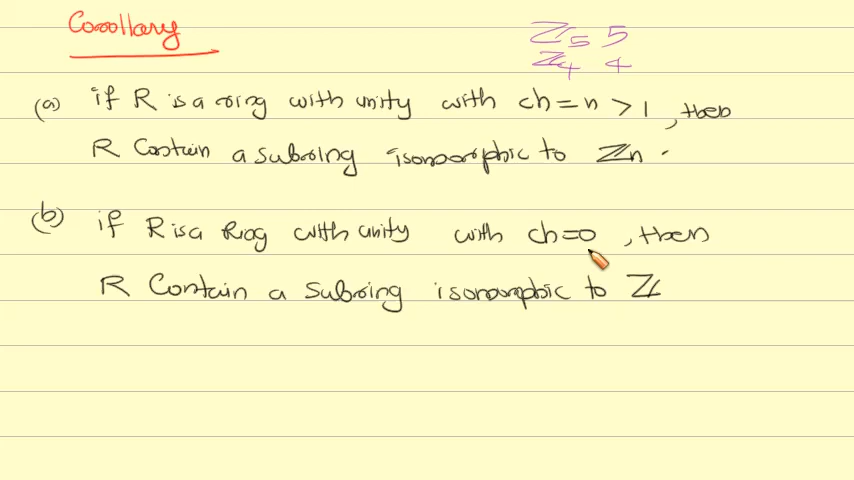 Corollary
ℤ5 5
ℤ4 4
(a) if R is a ring with unity with ch=n >1, then
R Contain a subring isomorphic to ℤn.
(b) if R is a Ring with unity with ch=0, then
R Contain a subring isomorphic to ℤ